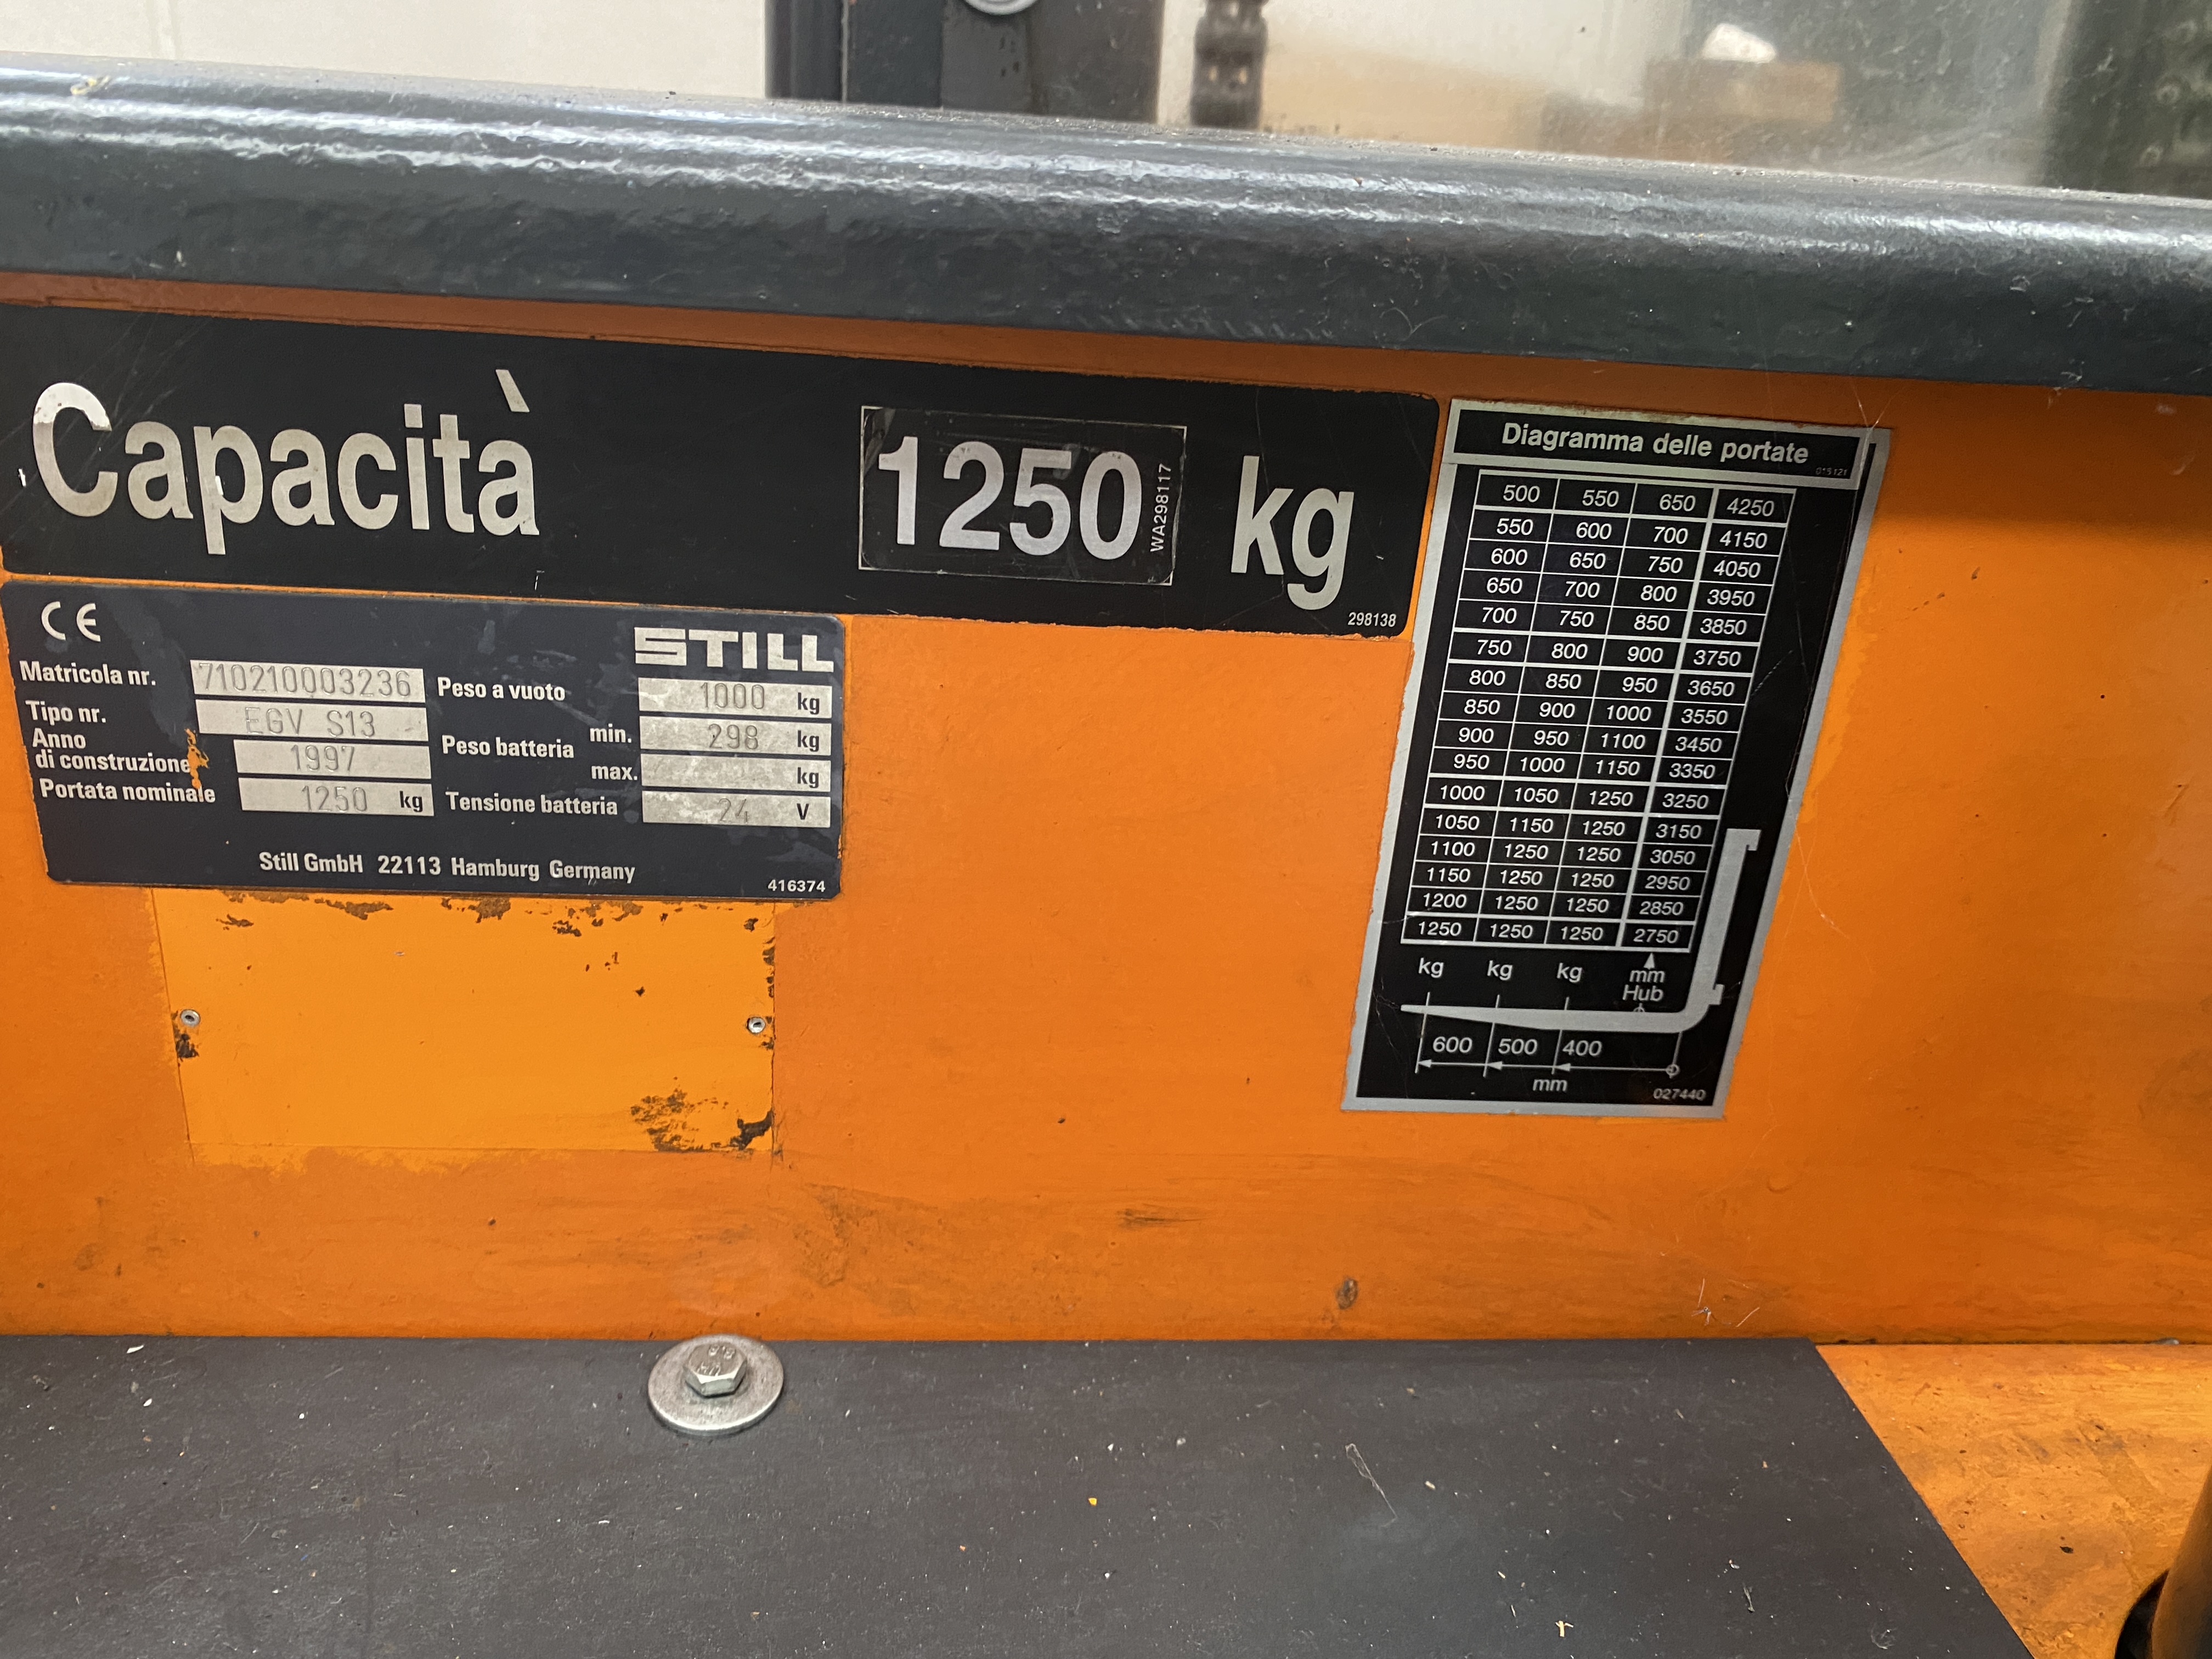 Capacità 1250 kg
WA298117
298138
CE
STILL
Matricola nr. 710210003236
Tipo nr. EGV S13
Anno
di construzione 1997
Portata nominale 1250 kg
Peso a vuoto 1000 kg
Peso batteria min. 298 kg
max. kg
Tensione batteria 24 V
Still GmbH 22113 Hamburg Germany
416374
Diagramma delle portate
500 550 650 4250
550 600 700 4150
600 650 750 4050
650 700 800 3950
700 750 850 3850
750 800 900 3750
800 850 950 3650
850 900 1000 3550
900 950 1100 3450
950 1000 1150 3350
1000 1050 1250 3250
1050 1150 1250 3150
1100 1250 1250 3050
1150 1250 1250 2950
1200 1250 1250 2850
1250 1250 1250 2750
kg kg kg mm
Hub
600 500 400
mm
027440